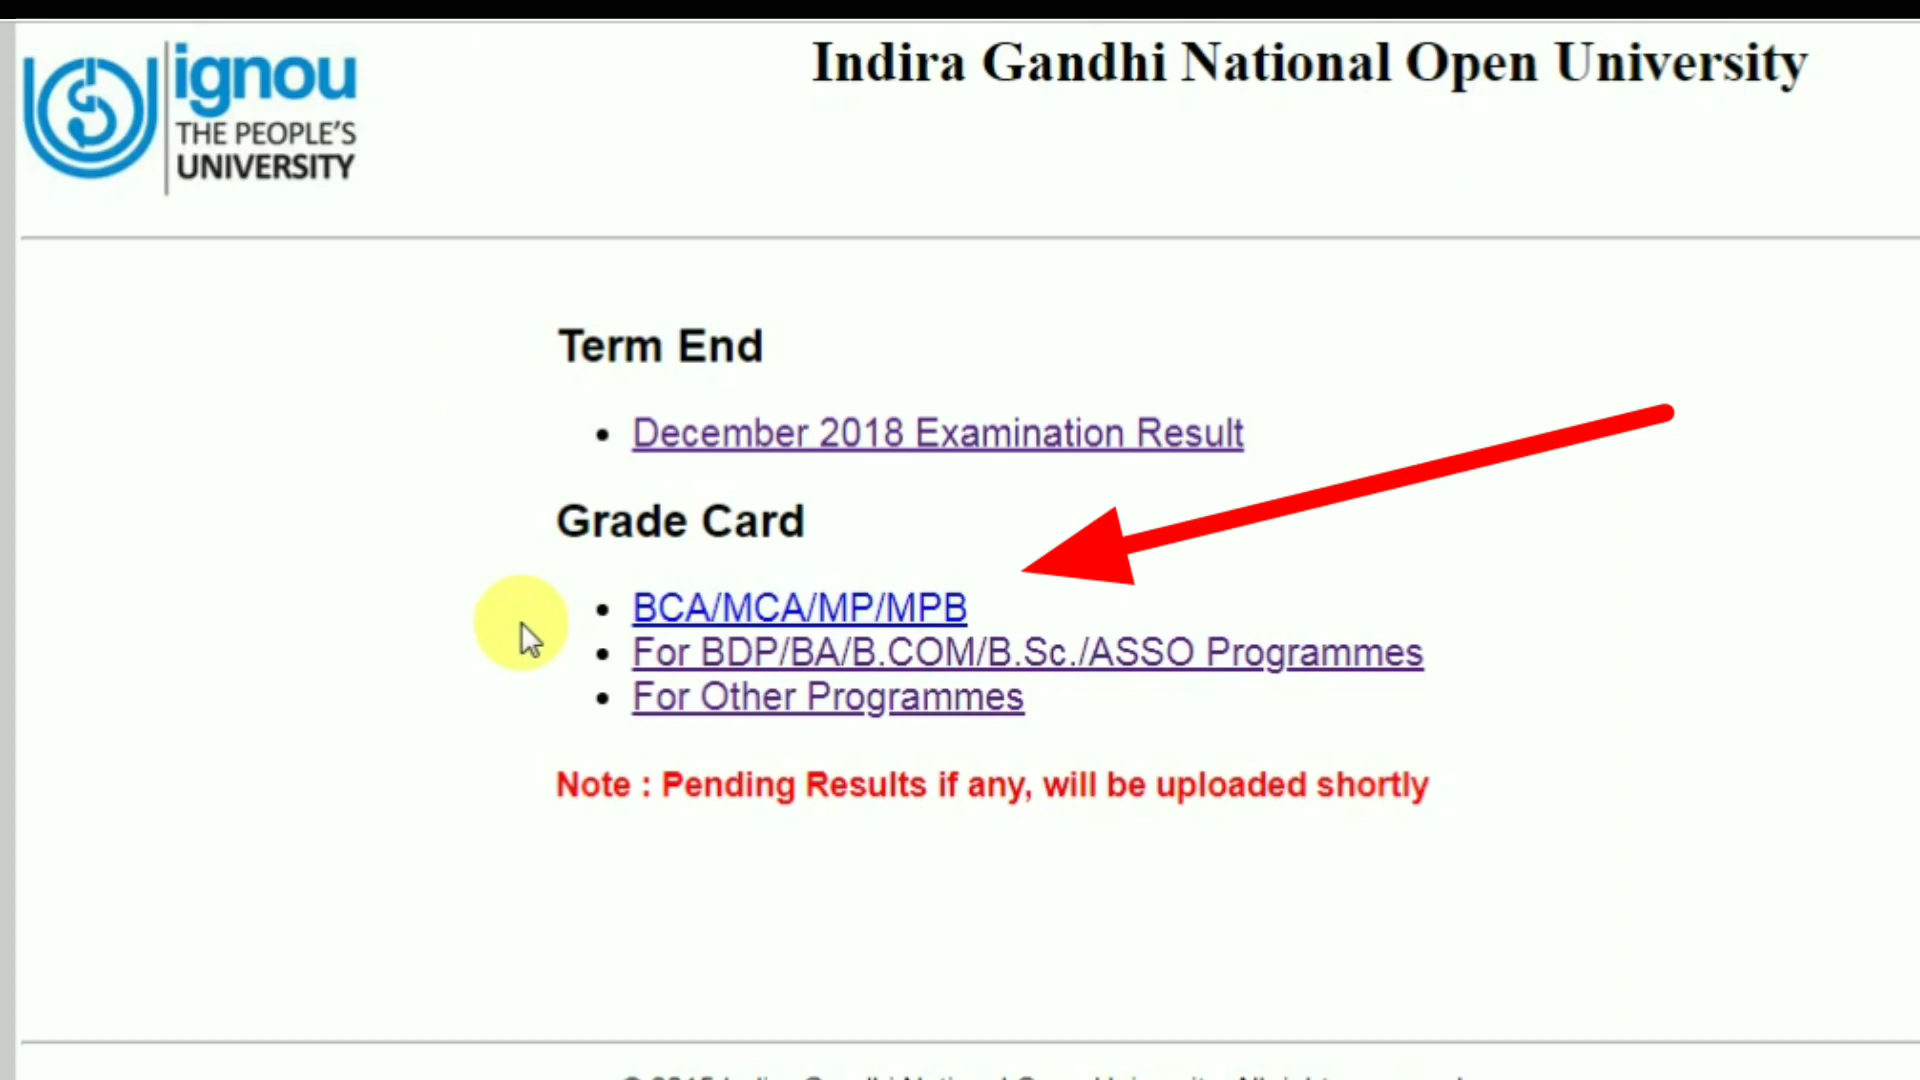 Indira Gandhi National Open University
ignou
THE PEOPLE'S
UNIVERSITY
Term End
December 2018 Examination Result
Grade Card
BCA/MCA/MP/MPB
For BDP/BA/B.COM/B.Sc./ASSO Programmes
For Other Programmes
Note : Pending Results if any, will be uploaded shortly